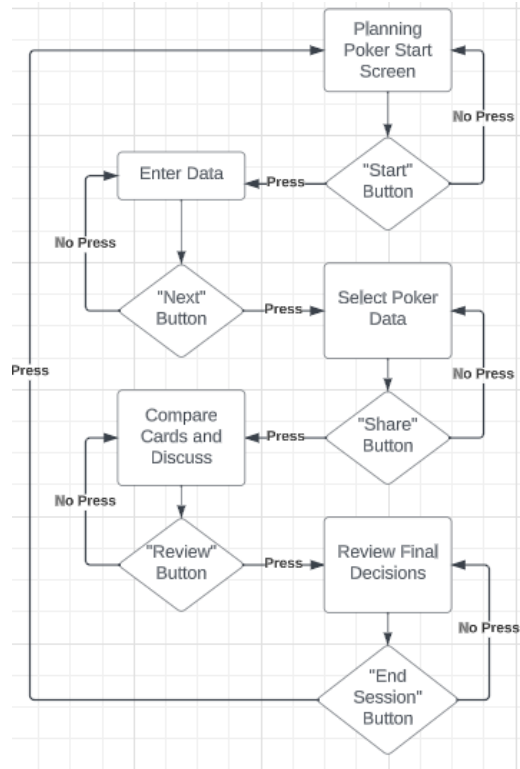 Planning
Poker Start
Screen
No Press
"Start"
Button
Press
Enter Data
No Press
"Next"
Button
Press
Select Poker
Data
No Press
"Share"
Button
Press
Press
Compare
Cards and
Discuss
No Press
"Review"
Button
Press
Review Final
Decisions
No Press
"End
Session"
Button